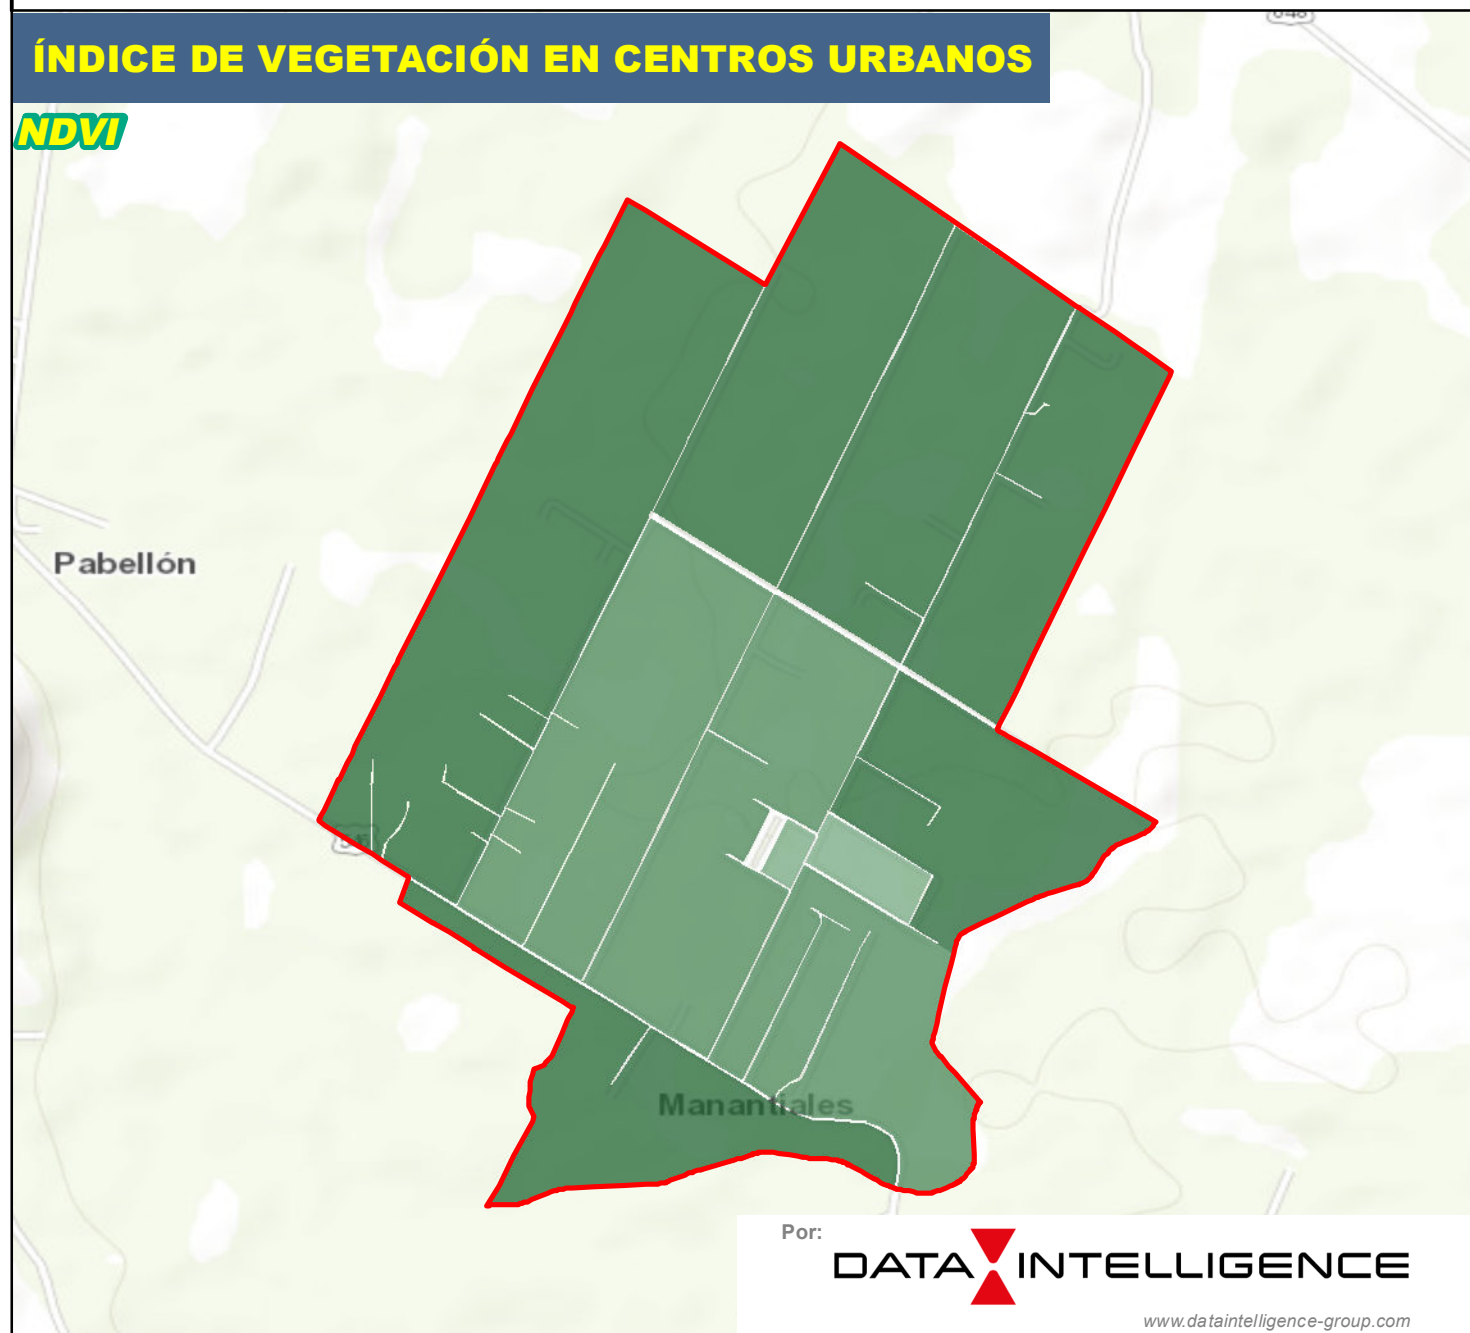 ÍNDICE DE VEGETACIÓN EN CENTROS URBANOS
NDVI
Pabellón
Manantiales
Por:
DATA INTELLIGENCE
www.dataintelligence-group.com